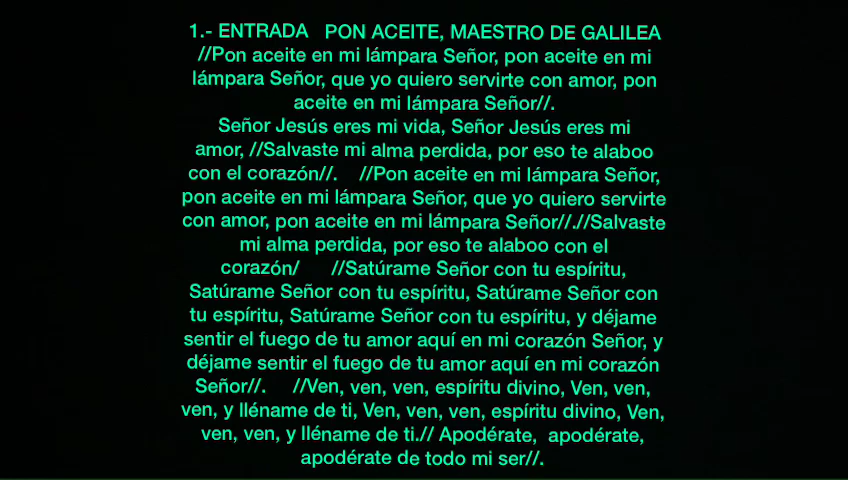 1.- ENTRADA   PON ACEITE, MAESTRO DE GALILEA
//Pon aceite en mi lámpara Señor, pon aceite en mi
lámpara Señor, que yo quiero servirte con amor, pon
aceite en mi lámpara Señor//.
Señor Jesús eres mi vida, Señor Jesús eres mi
amor, //Salvaste mi alma perdida, por eso te alaboo
con el corazón//.    //Pon aceite en mi lámpara Señor,
pon aceite en mi lámpara Señor, que yo quiero servirte
con amor, pon aceite en mi lámpara Señor//.//Salvaste
mi alma perdida, por eso te alaboo con el
corazón/      //Satúrame Señor con tu espíritu,
Satúrame Señor con tu espíritu, Satúrame Señor con
tu espíritu, Satúrame Señor con tu espíritu, y déjame
sentir el fuego de tu amor aquí en mi corazón Señor, y
déjame sentir el fuego de tu amor aquí en mi corazón
Señor//.     //Ven, ven, ven, espíritu divino, Ven, ven,
ven, y lléname de ti, Ven, ven, ven, espíritu divino, Ven,
ven, ven, y lléname de ti.// Apodérate,  apodérate,
apodérate de todo mi ser//.